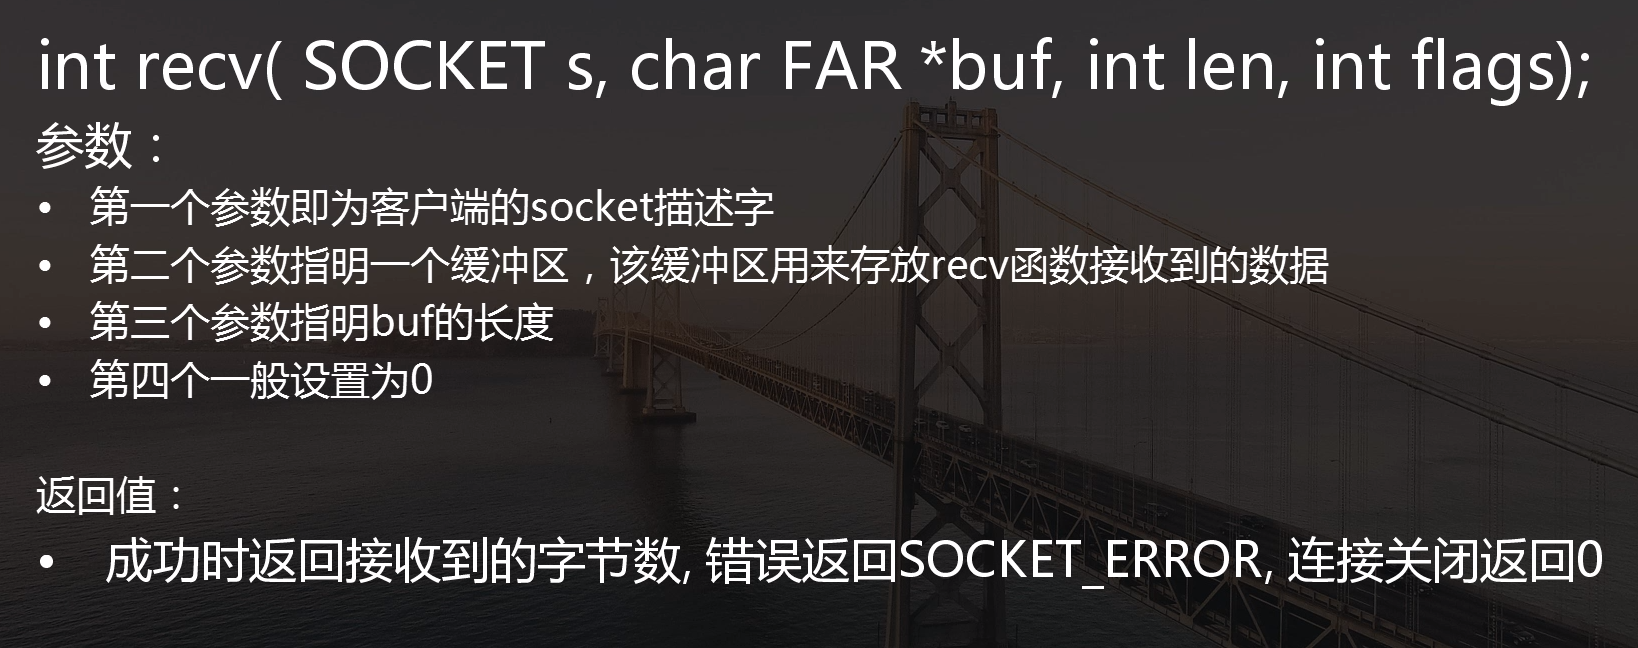 int recv( SOCKET s, char FAR *buf, int len, int flags);
参数：
• 第一个参数即为客户端的socket描述字
• 第二个参数指明一个缓冲区，该缓冲区用来存放recv函数接收到的数据
• 第三个参数指明buf的长度
• 第四个一般设置为0
返回值：
• 成功时返回接收到的字节数, 错误返回SOCKET_ERROR, 连接关闭返回0